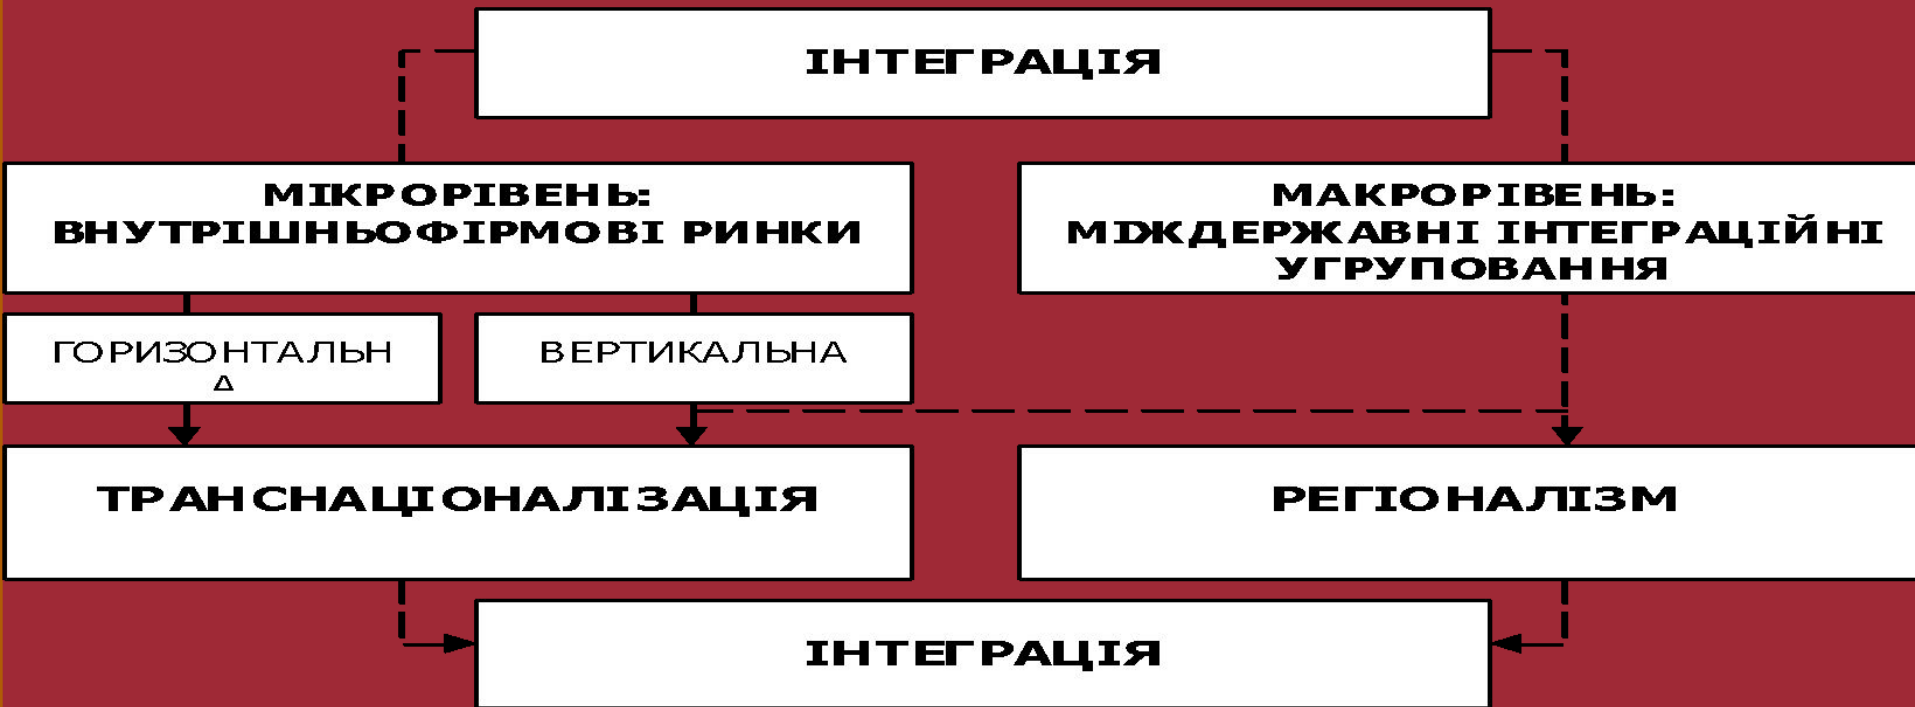 ІНТЕГРАЦІЯ
МІКРОРІВЕНЬ:
ВНУТРІШНЬОФІРМОВІ РИНКИ
МАКРОРІВЕНЬ:
МІЖДЕРЖАВНІ ІНТЕГРАЦІЙНІ
УГРУПОВАННЯ
ГОРИЗОНТАЛЬН
А
ВЕРТИКАЛЬНА
ТРАНСНАЦІОНАЛІЗАЦІЯ
РЕГІОНАЛІЗМ
ІНТЕГРАЦІЯ